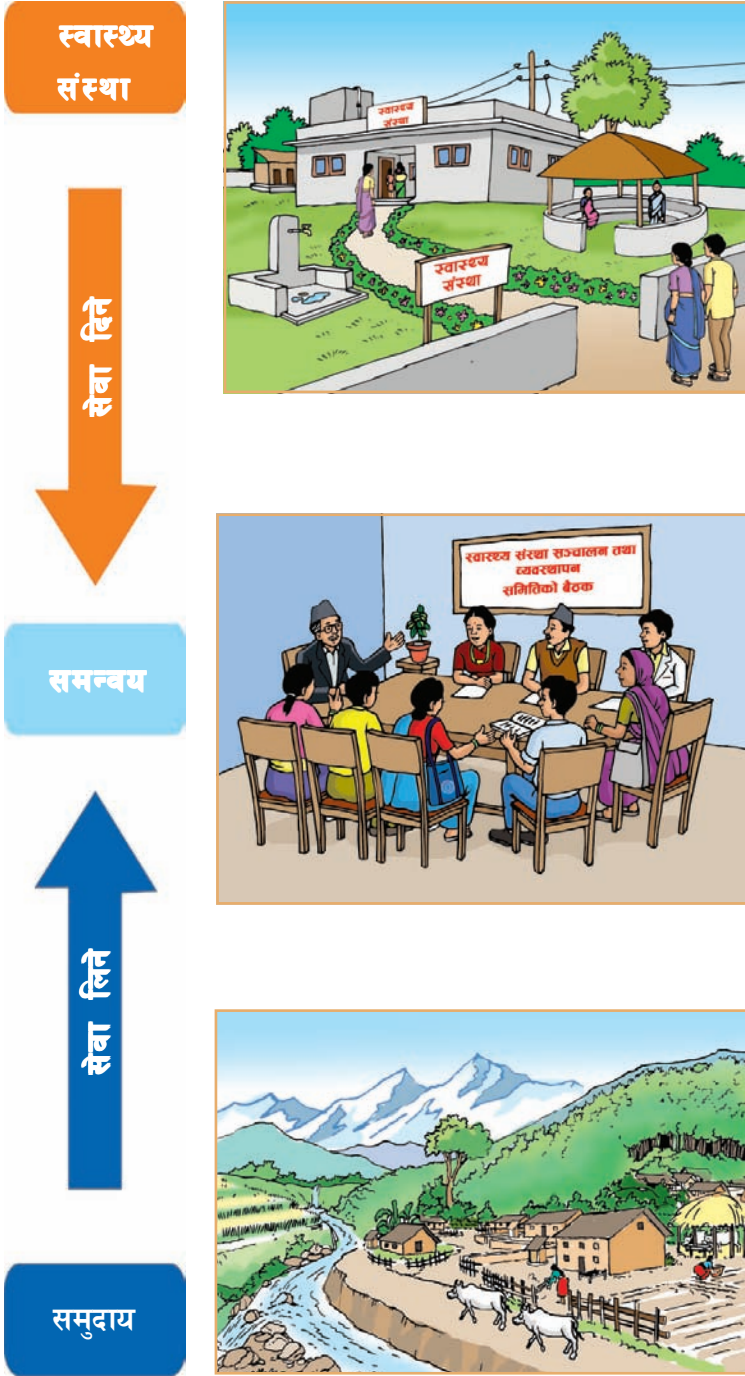 स्वास्थ्य
संस्था
स्वास्थ्य
संस्था
स्वास्थ्य
संस्था
सेवा दिने
स्वास्थ्य संस्था सञ्चालन तथा
व्यवस्थापन
समितिको बैठक
समन्वय
सेवा लिने
समुदाय